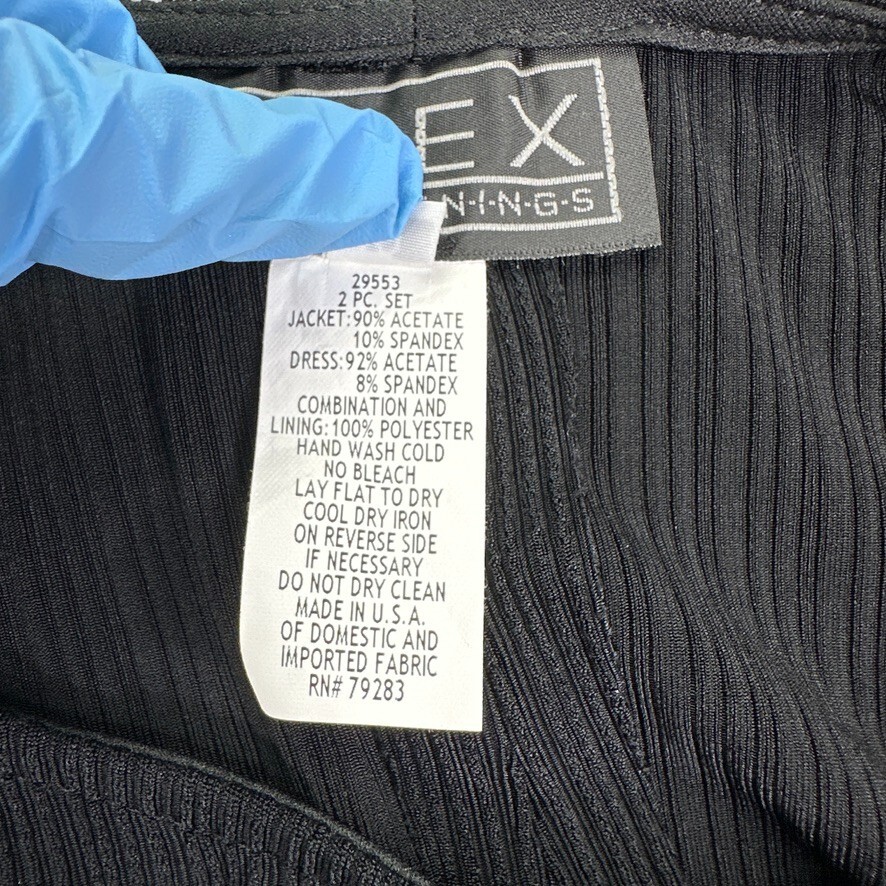 EX
N·I·N·G·S
29553
2 PC. SET
JACKET:90% ACETATE
10% SPANDEX
DRESS:92% ACETATE
8% SPANDEX
COMBINATION AND
LINING:100% POLYESTER
HAND WASH COLD
NO BLEACH
LAY FLAT TO DRY
COOL DRY IRON
ON REVERSE SIDE
IF NECESSARY
DO NOT DRY CLEAN
MADE IN U.S.A.
OF DOMESTIC AND
IMPORTED FABRIC
RN# 79283